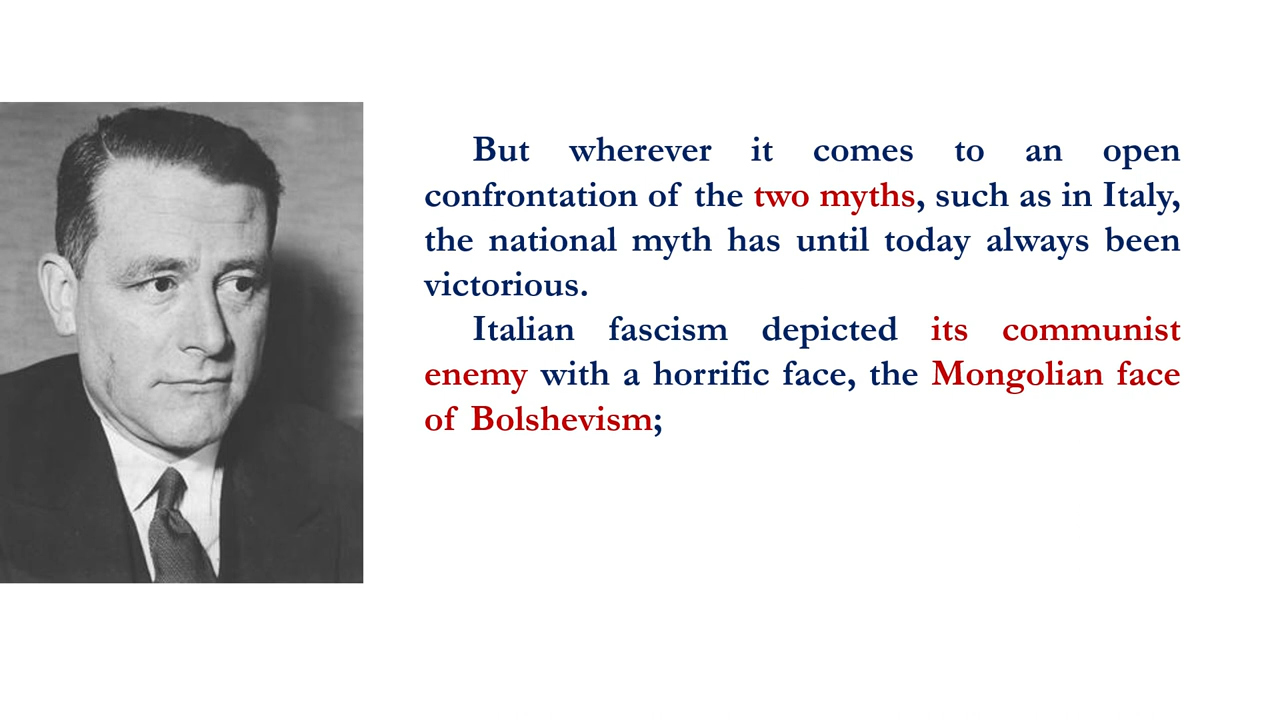 But wherever it comes to an open
confrontation of the two myths, such as in Italy,
the national myth has until today always been
victorious.
Italian fascism depicted its communist
enemy with a horrific face, the Mongolian face
of Bolshevism;